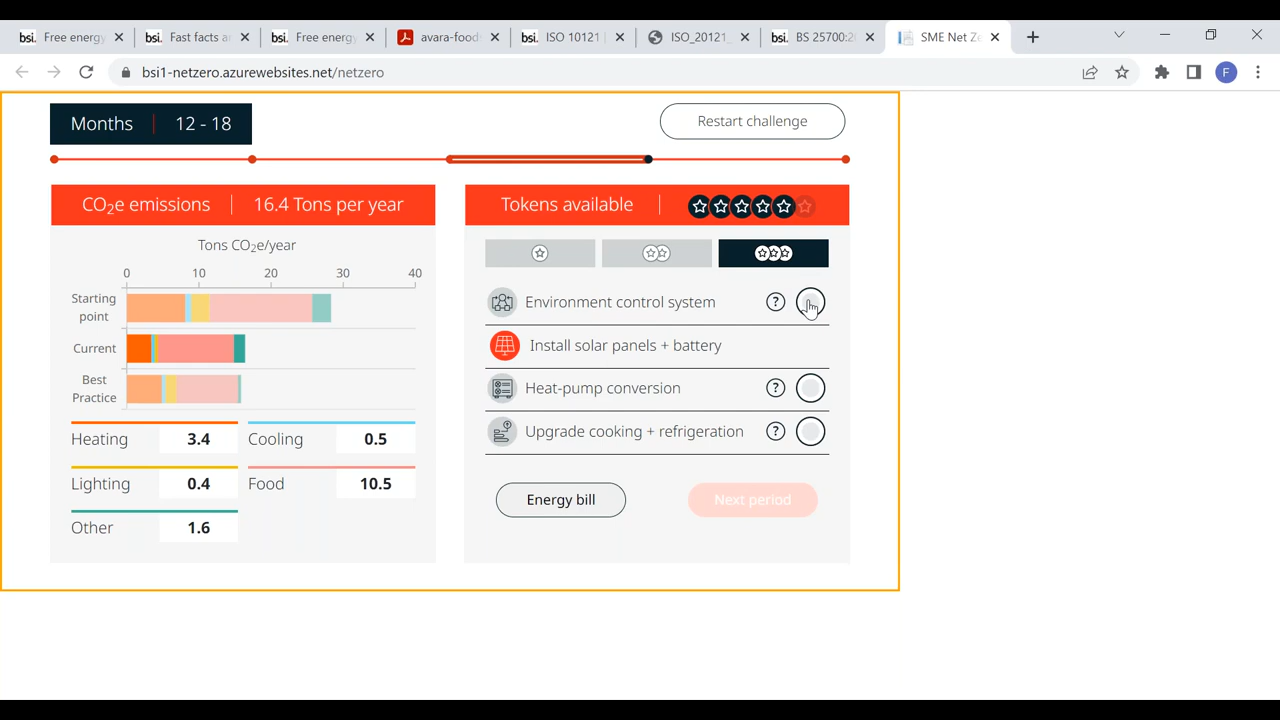 bsi. Free energy
bsi. Fast facts a
bsi. Free energy
avara-food
bsi. ISO 10121 |
ISO_20121_
bsi. BS 25700:2
SME Net Ze
bsi1-netzero.azurewebsites.net/netzero
F
Months | 12 - 18
Restart challenge
CO2e emissions | 16.4 Tons per year
Tons CO2e/year
0 10 20 30 40
Starting
point
Current
Best
Practice
Heating 3.4 Cooling 0.5
Lighting 0.4 Food 10.5
Other 1.6
Tokens available
Environment control system ?
Install solar panels + battery
Heat-pump conversion ?
Upgrade cooking + refrigeration ?
Energy bill
Next period